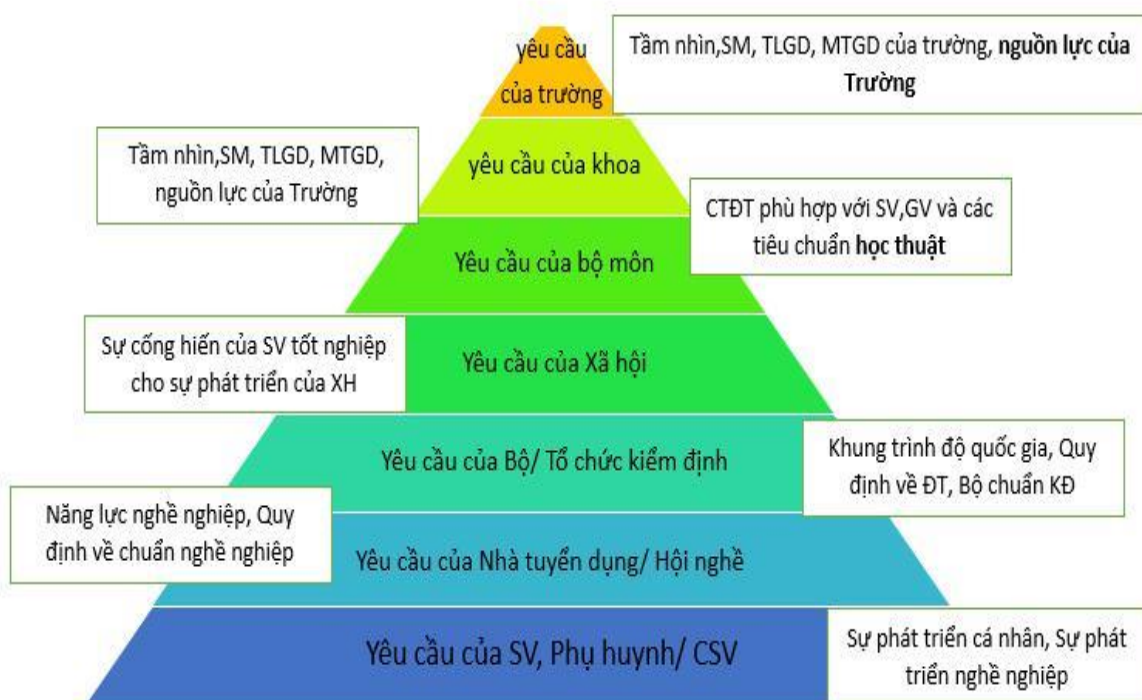 yêu cầu
của trường
Tầm nhìn,SM, TLGD, MTGD của trường, nguồn lực của
Trường
Tầm nhìn,SM, TLGD, MTGD,
nguồn lực của Trường
yêu cầu của khoa
CTĐT phù hợp với SV,GV và các
tiêu chuẩn học thuật
Yêu cầu của bộ môn
Sự cống hiến của SV tốt nghiệp
cho sự phát triển của XH
Yêu cầu của Xã hội
Yêu cầu của Bộ/ Tổ chức kiểm định
Khung trình độ quốc gia, Quy
định về ĐT, Bộ chuẩn KĐ
Năng lực nghề nghiệp, Quy
định về chuẩn nghề nghiệp
Yêu cầu của Nhà tuyển dụng/ Hội nghề
Yêu cầu của SV, Phụ huynh/ CSV
Sự phát triển cá nhân, Sự phát
triển nghề nghiệp